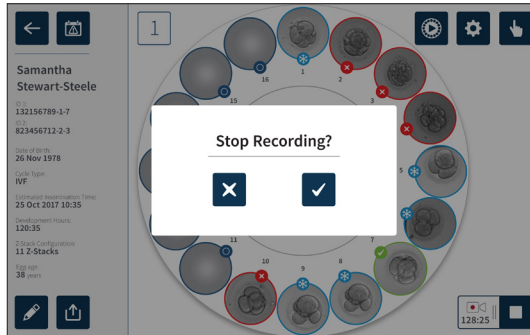 1
Samantha
Stewart-Steele
ID 1:
132156789-1-7
ID 2:
823456712-2-3
Date of Birth:
26 Nov 1978
Cycle Type:
IVF
Estimated Insemination Time:
25 Oct 2017 10:35
Development Hours:
120:35
Z-Stack Configuration:
11 Z-Stacks
Egg age:
38 years
16
1
2
15
3
Stop Recording?
5
11
7
10
9
8
128:25